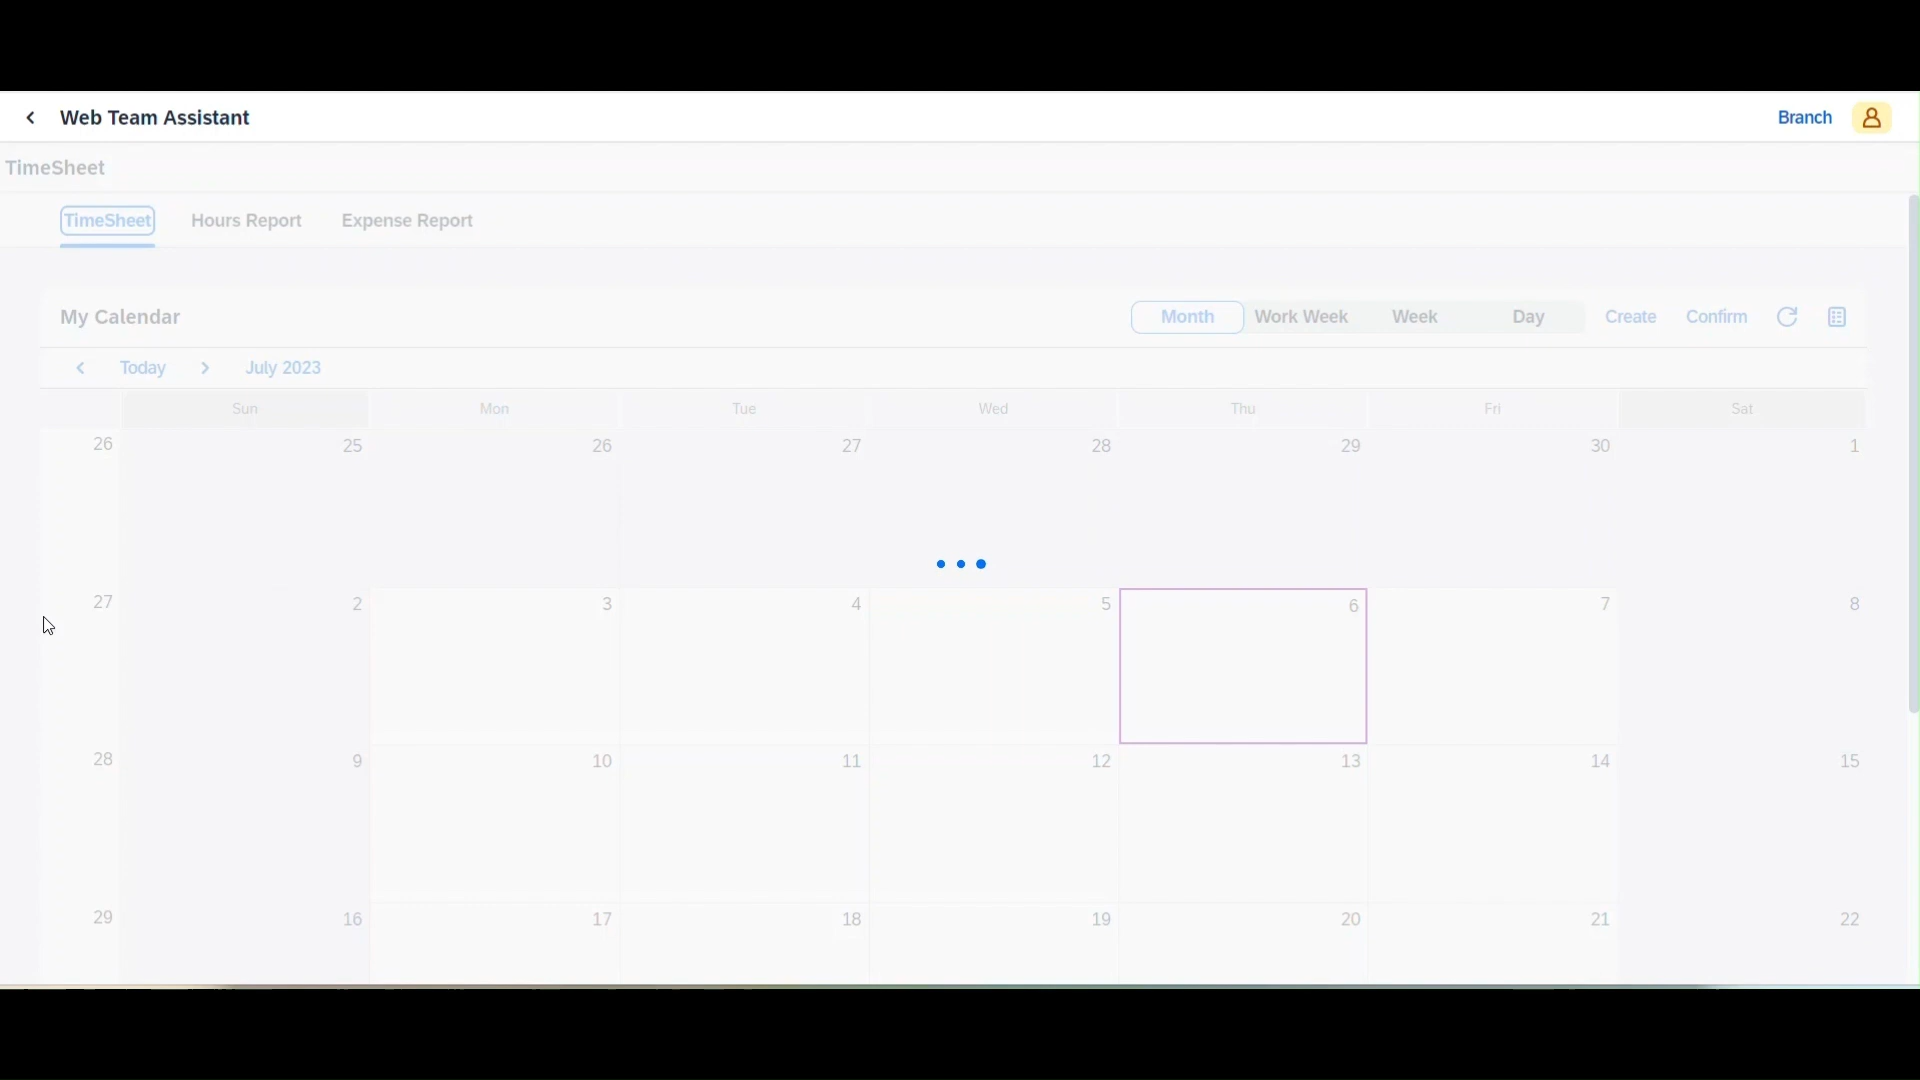 Web Team Assistant Branch
TimeSheet
TimeSheet Hours Report Expense Report
My Calendar Month Work Week Week Day Create Confirm
Today July 2023
Sun Mon Tue Wed Thu Fri Sat
26 25 26 27 28 29 30 1
27 2 3 4 5 6 7 8
28 9 10 11 12 13 14 15
29 16 17 18 19 20 21 22